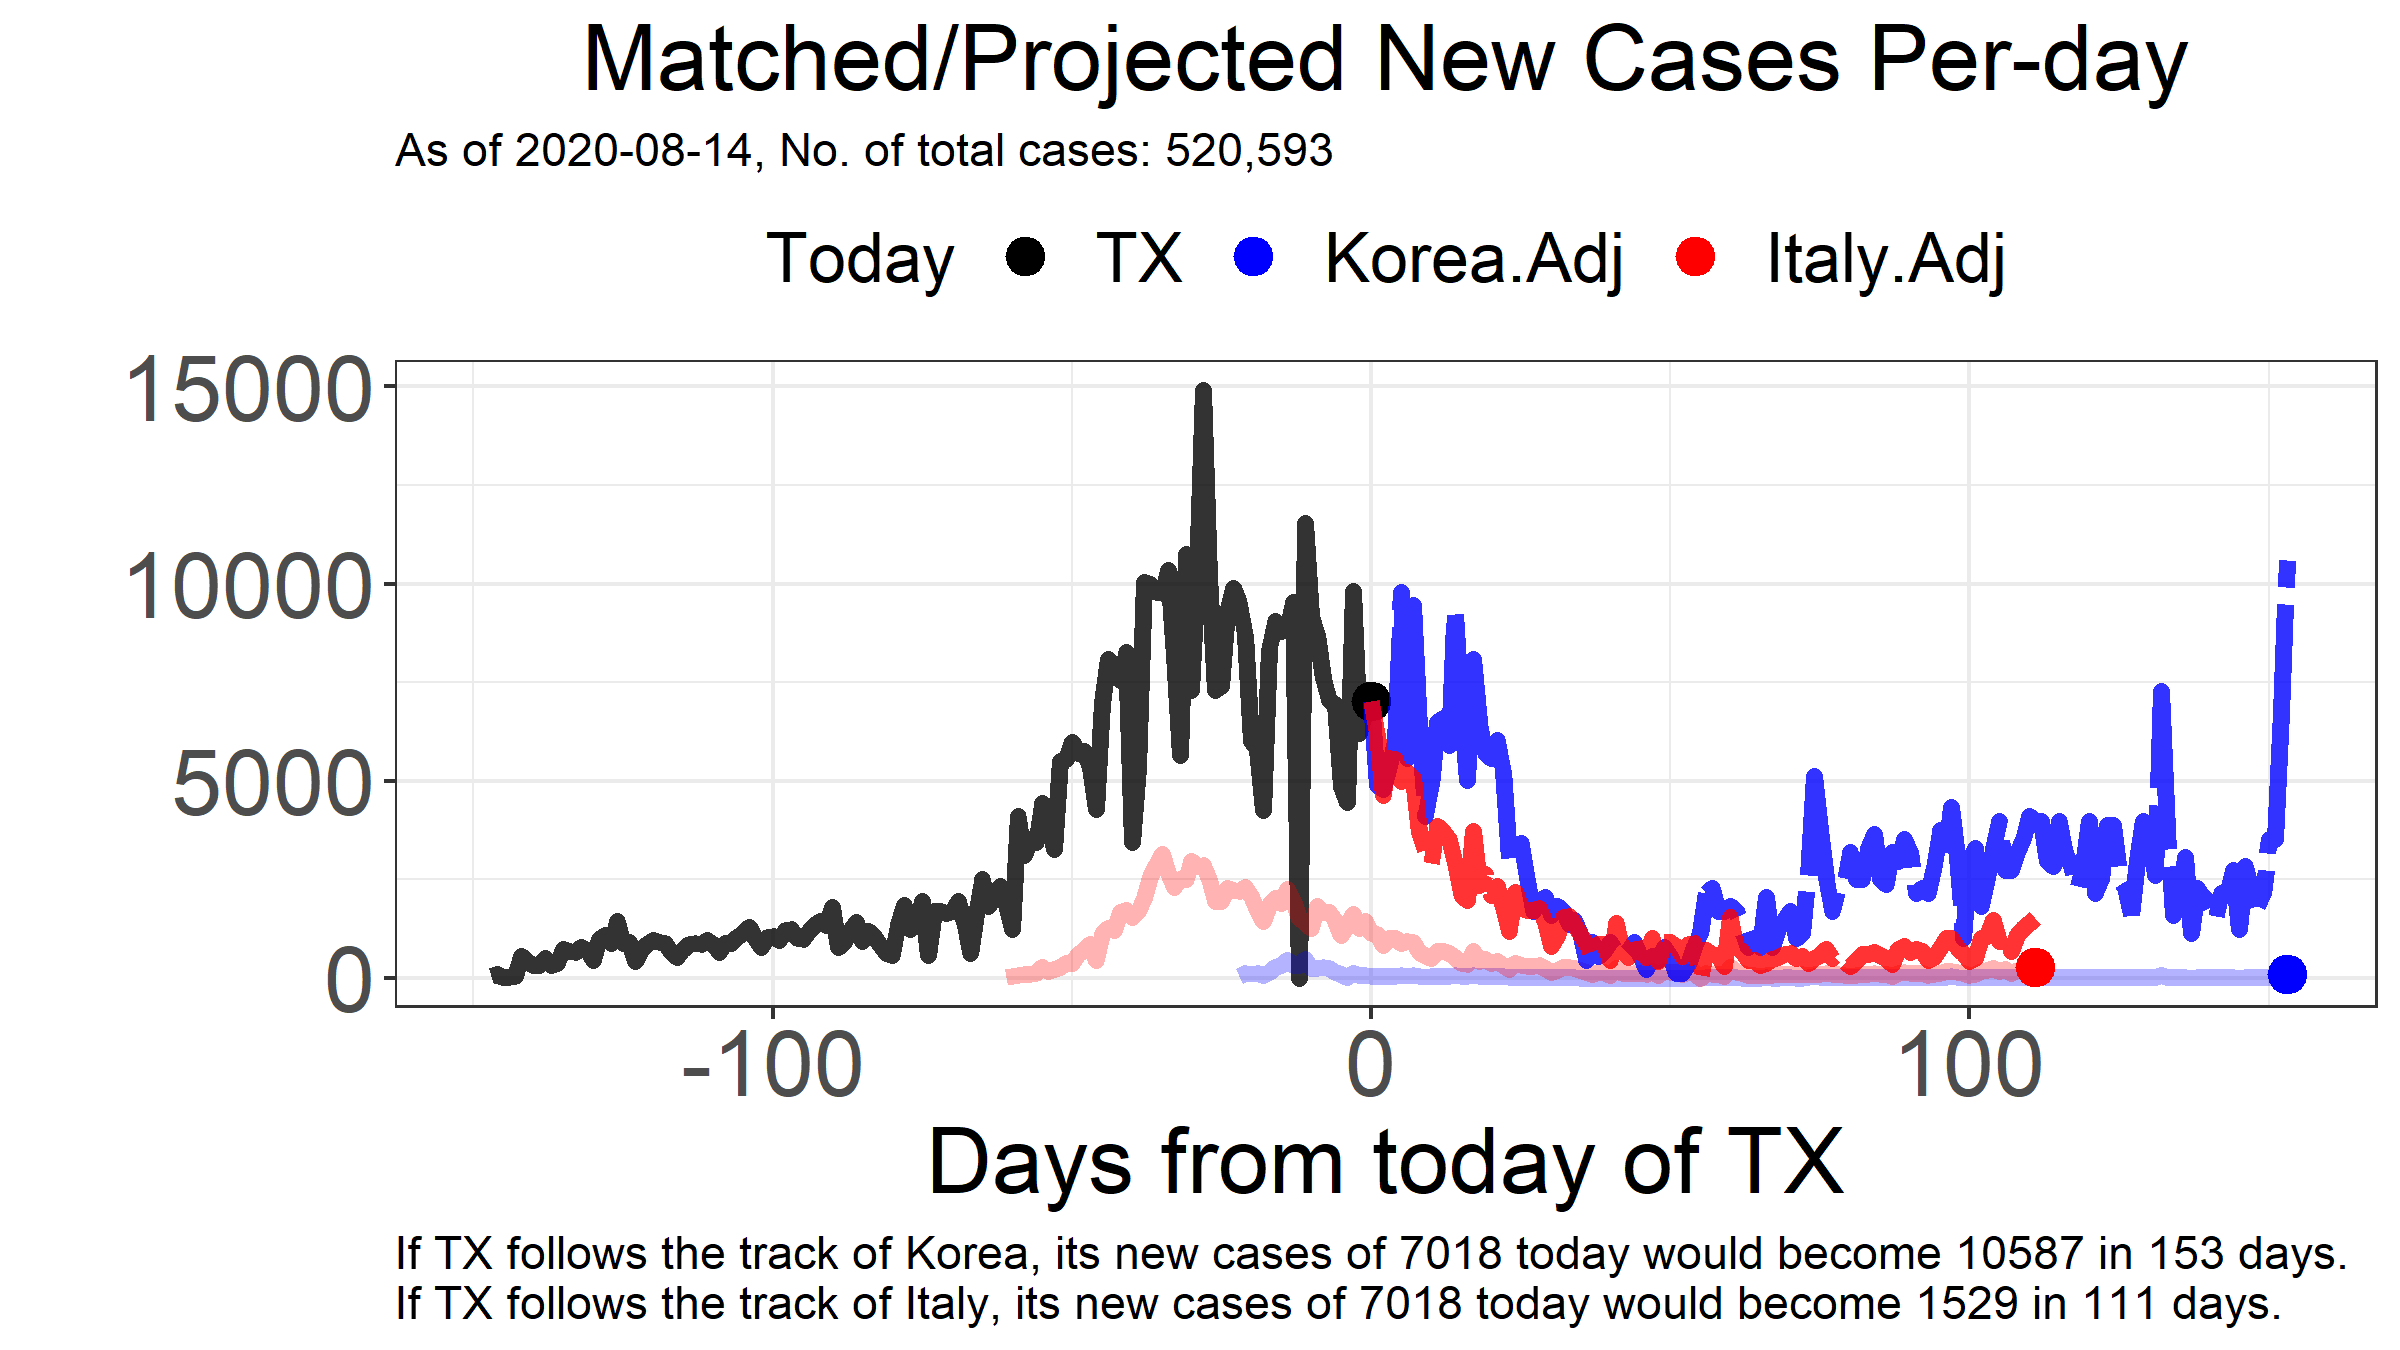 Matched/Projected New Cases Per-day
As of 2020-08-14, No. of total cases: 520,593
Today TX Korea.Adj Italy.Adj
15000
10000
5000
0
-100 0 100
Days from today of TX
If TX follows the track of Korea, its new cases of 7018 today would become 10587 in 153 days.
If TX follows the track of Italy, its new cases of 7018 today would become 1529 in 111 days.